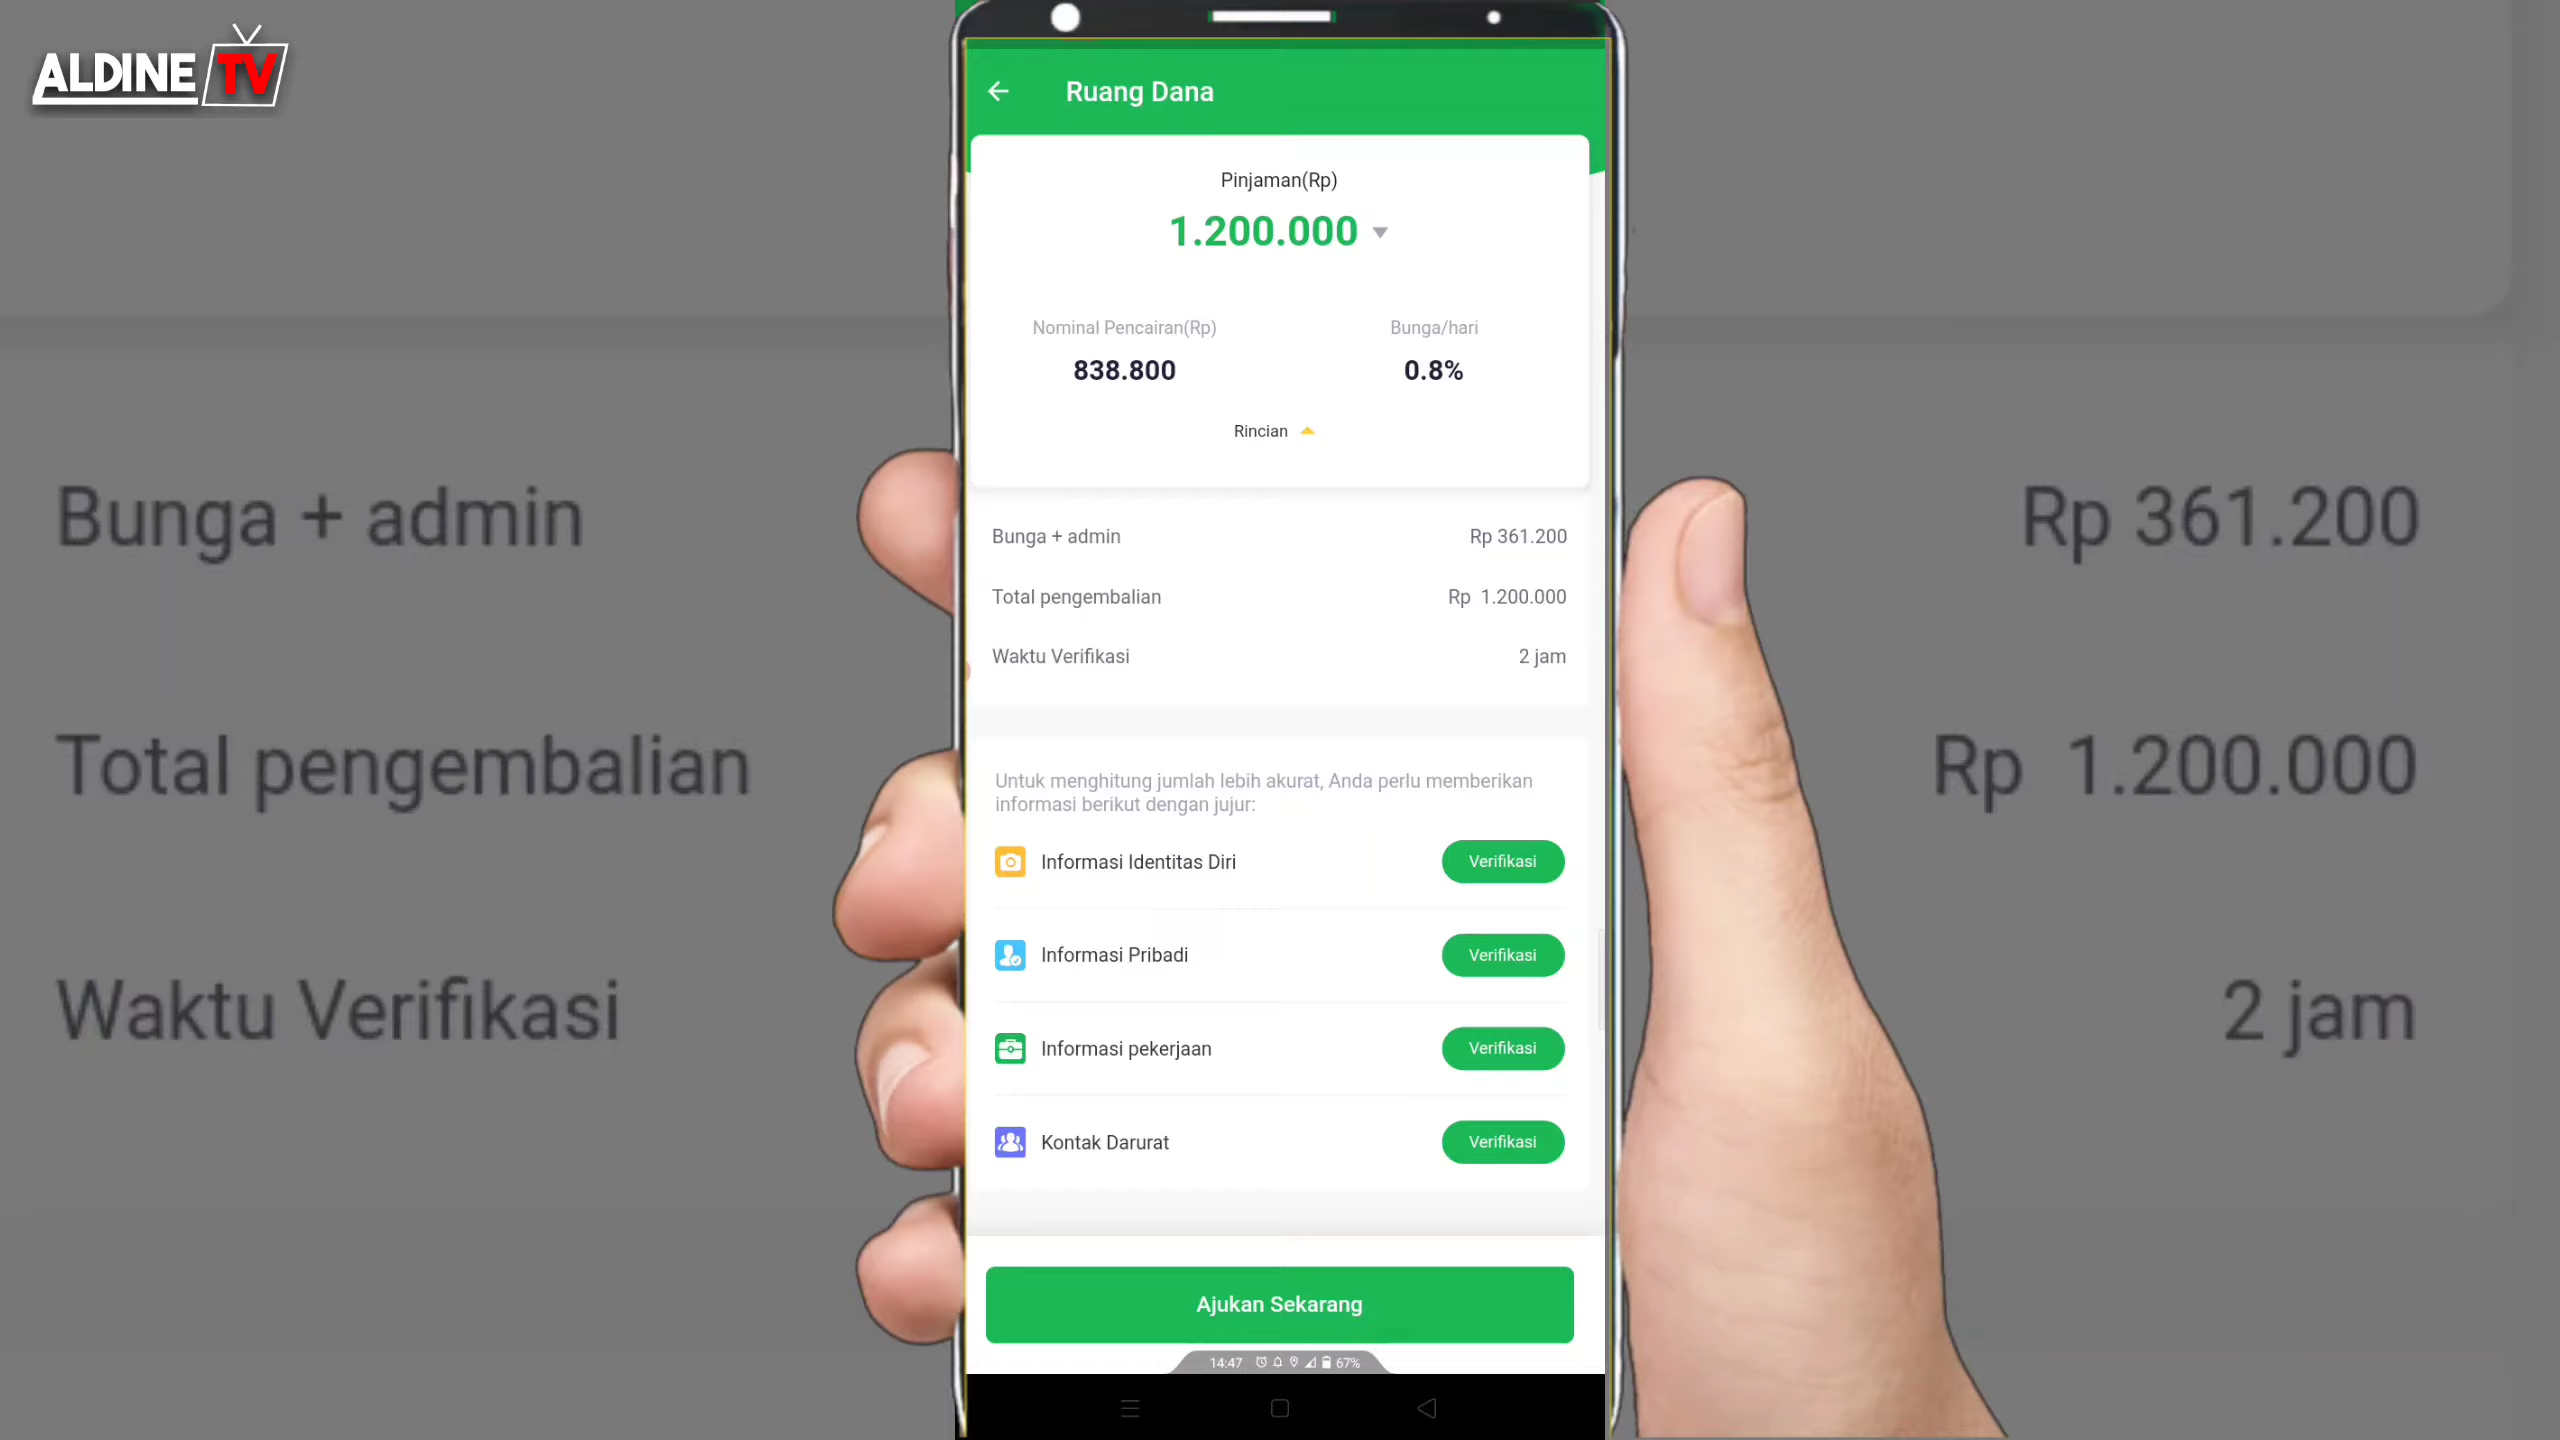 ALDINE TV
Ruang Dana
Pinjaman(Rp)
1.200.000
Nominal Pencairan(Rp) Bunga/hari
838.800 0.8%
Rincian
Bunga + admin Rp 361.200
Total pengembalian Rp 1.200.000
Waktu Verifikasi 2 jam
Untuk menghitung jumlah lebih akurat, Anda perlu memberikan
informasi berikut dengan jujur:
Informasi Identitas Diri Verifikasi
Informasi Pribadi Verifikasi
Informasi pekerjaan Verifikasi
Kontak Darurat Verifikasi
Ajukan Sekarang
14:47 67%
Bunga + admin Rp 361.200
Total pengembalian Rp 1.200.000
Waktu Verifikasi 2 jam